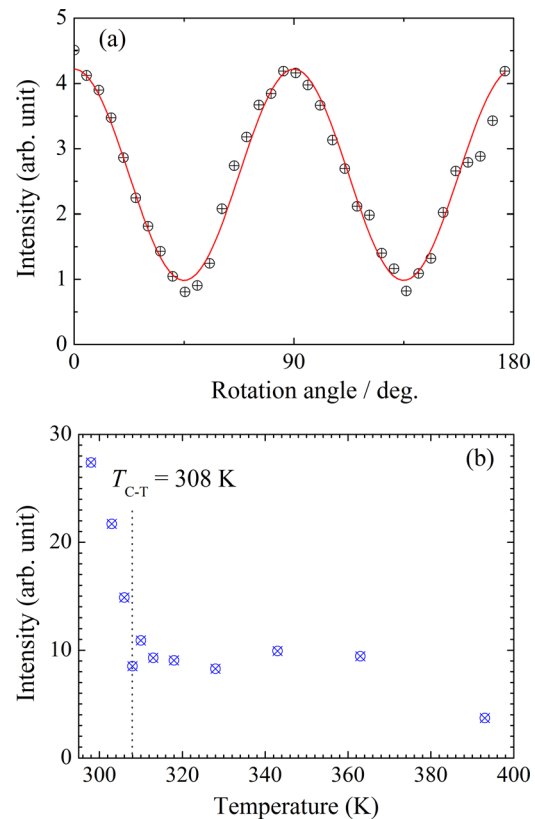 (a)
5
4
3
2
1
0
Intensity (arb. unit)
0 90 180
Rotation angle / deg.
30
20
10
0
(b)
T_C-T = 308 K
Intensity (arb. unit)
300 320 340 360 380 400
Temperature (K)